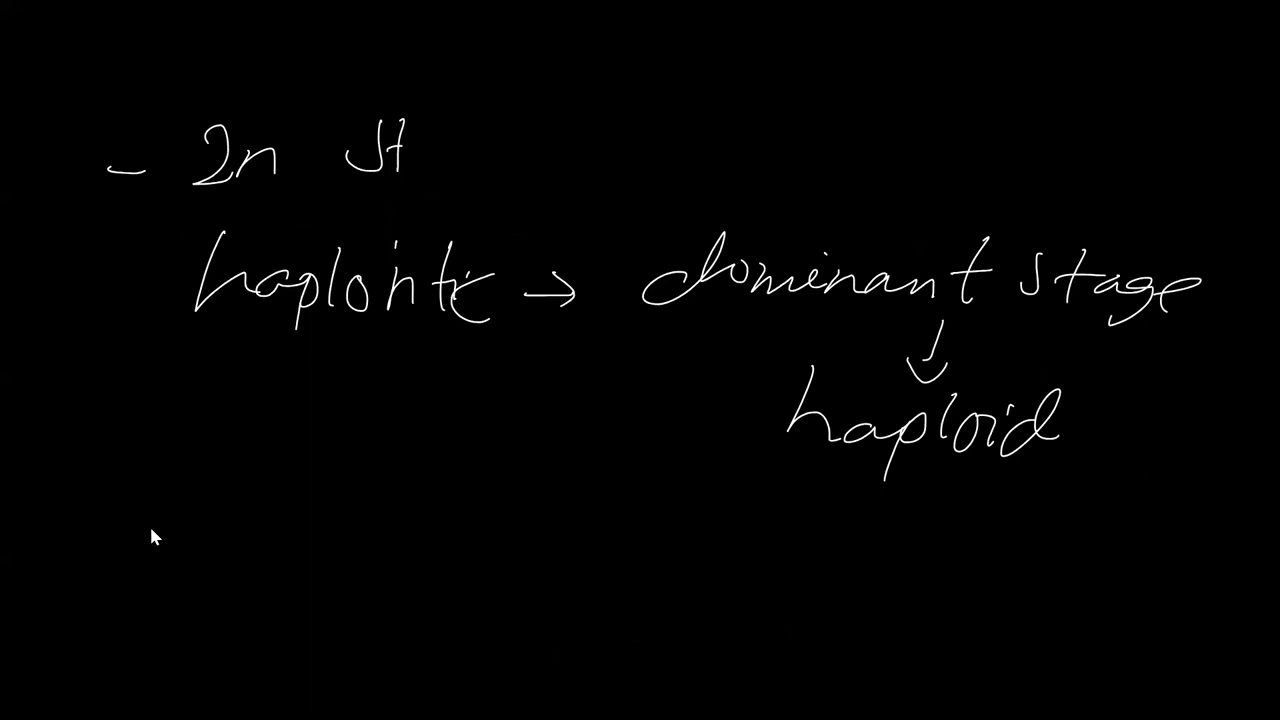 - 2n St
haplontic → dominant stage
↓
haploid